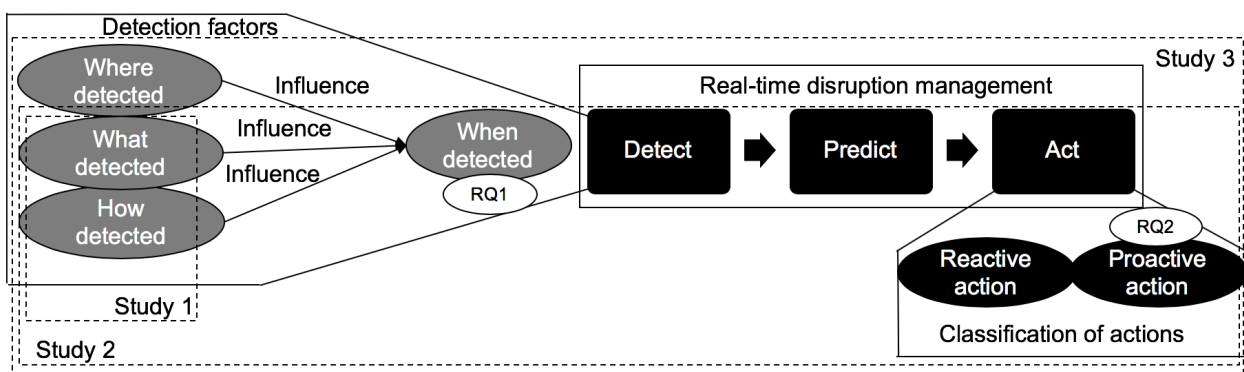 Detection factors
Study 3
Where
detected
Influence
Real-time disruption management
What
detected
Influence
When
detected
Detect
Predict
Act
Influence
RQ1
How
detected
RQ2
Reactive
action
Proactive
action
Study 1
Classification of actions
Study 2